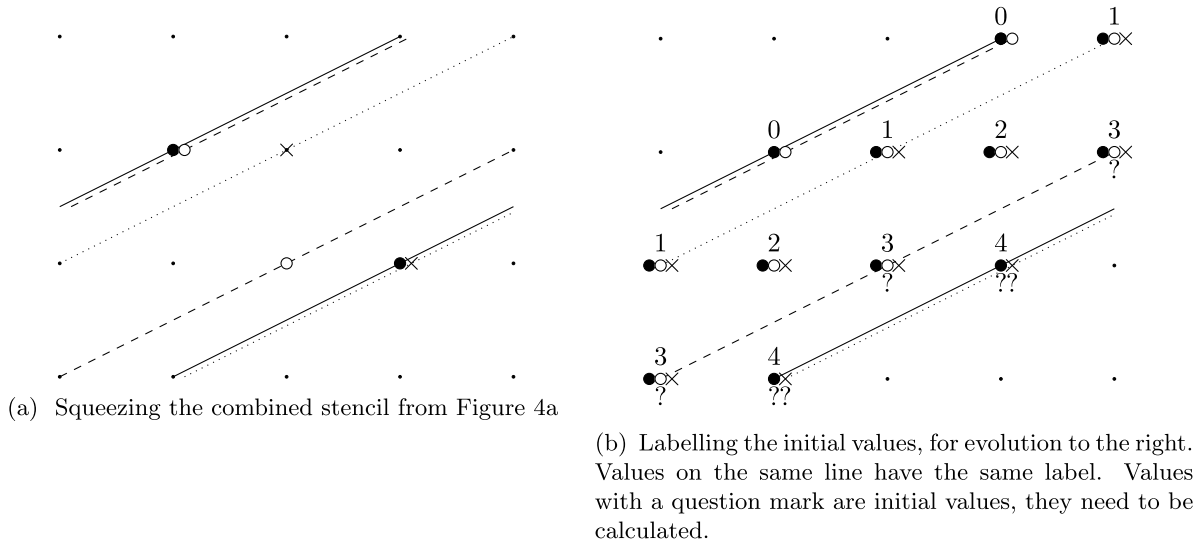 0 1
0 1 2 3
?
1 2 3 4
? ??
3 4
? ??
(a) Squeezing the combined stencil from Figure 4a
(b) Labelling the initial values, for evolution to the right.
Values on the same line have the same label. Values
with a question mark are initial values, they need to be
calculated.